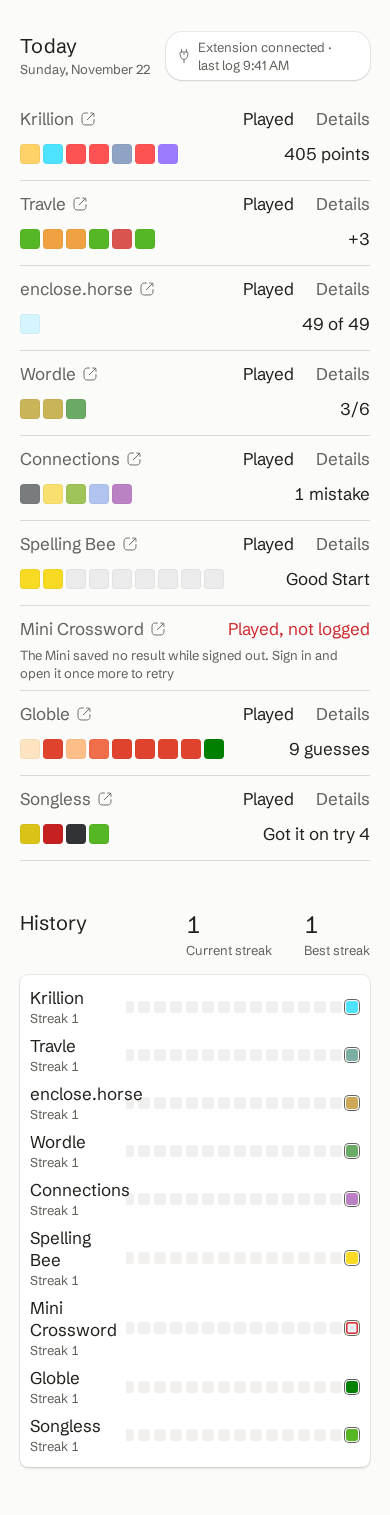 Today
Sunday, November 22
Extension connected ·
last log 9:41 AM
Krillion
Played
Details
405 points
Travle
Played
Details
+3
enclose.horse
Played
Details
49 of 49
Wordle
Played
Details
3/6
Connections
Played
Details
1 mistake
Spelling Bee
Played
Details
Good Start
Mini Crossword
Played, not logged
The Mini saved no result while signed out. Sign in and
open it once more to retry
Globle
Played
Details
9 guesses
Songless
Played
Details
Got it on try 4
History
1
Current streak
1
Best streak
Krillion
Streak 1
Travle
Streak 1
enclose.horse
Streak 1
Wordle
Streak 1
Connections
Streak 1
Spelling
Bee
Streak 1
Mini
Crossword
Streak 1
Globle
Streak 1
Songless
Streak 1